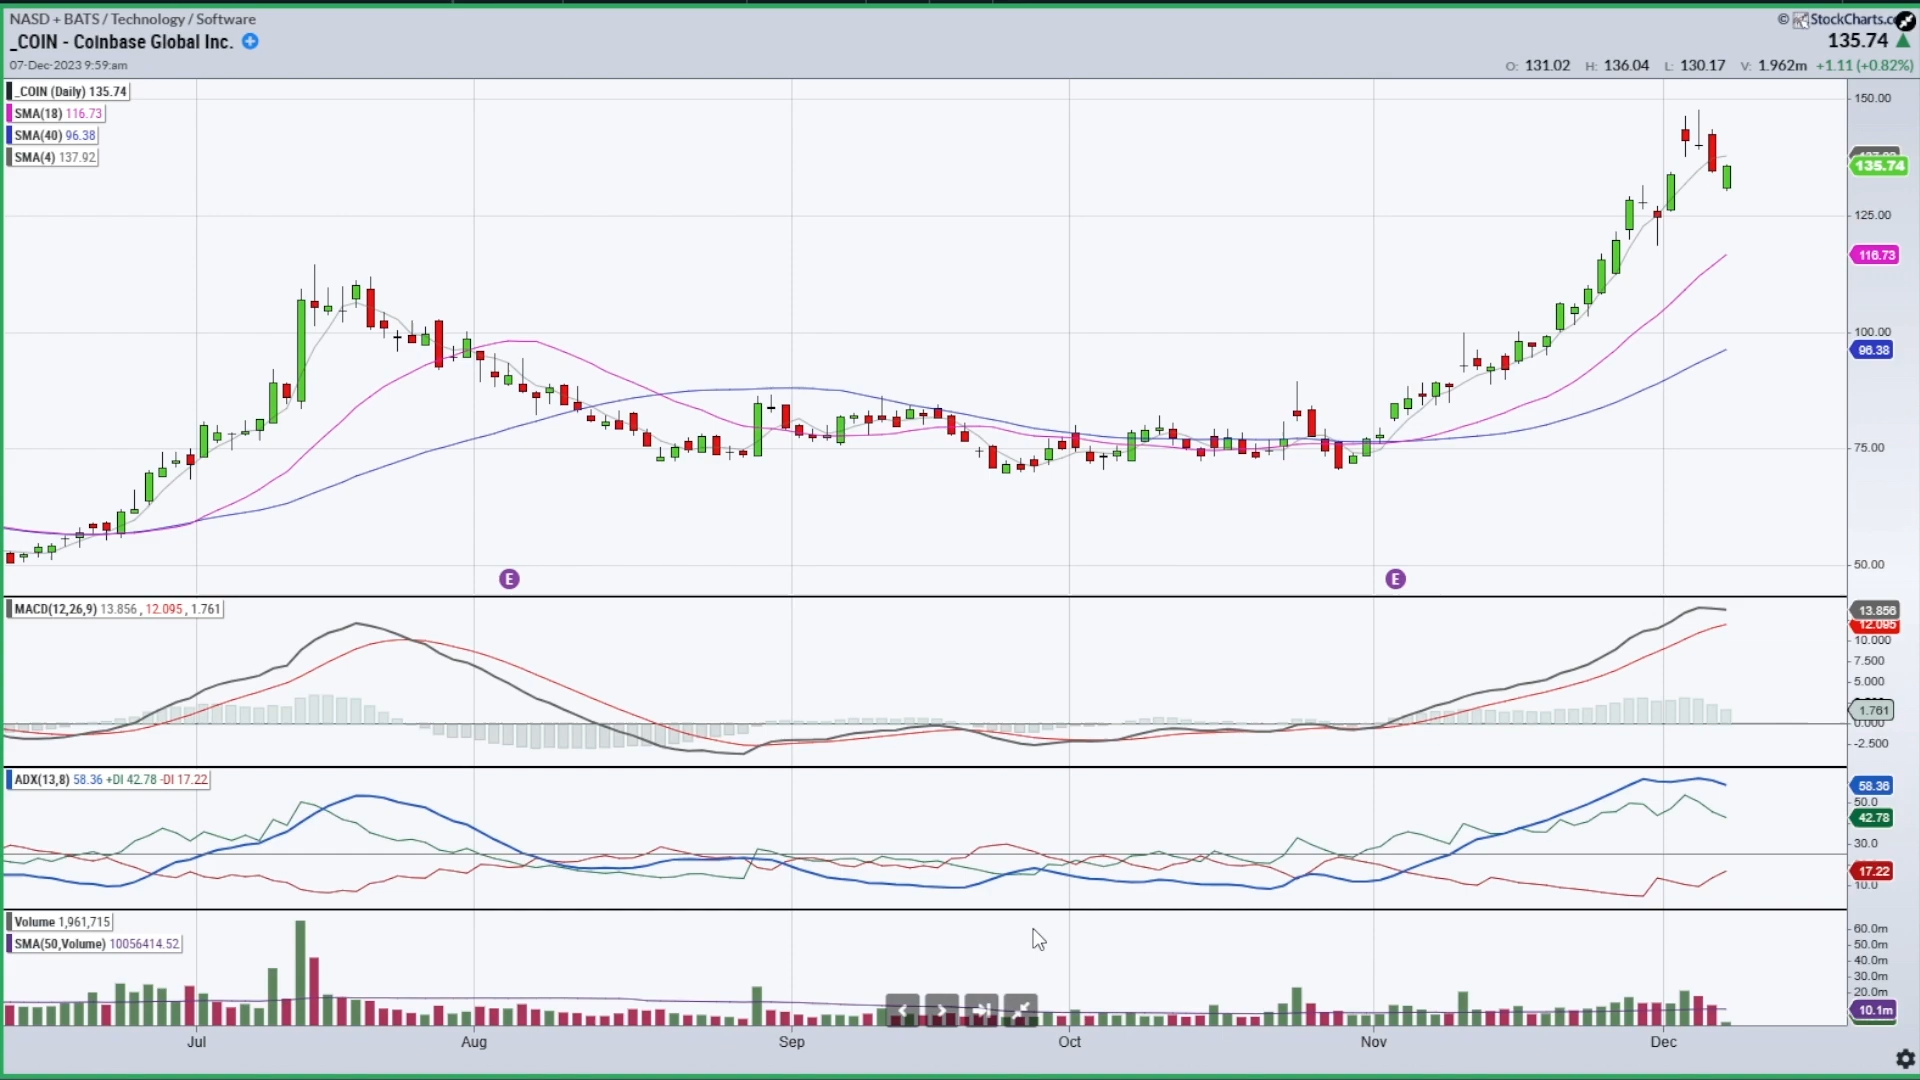 NASD + BATS / Technology / Software
© StockCharts.c
_COIN - Coinbase Global Inc.
135.74
07-Dec-2023 9:59:am
O: 131.02 H: 136.04 L: 130.17 V: 1.962m +1.11 (+0.82%)
_COIN (Daily) 135.74
SMA(18) 116.73
SMA(40) 96.38
SMA(4) 137.92
150.00
135.74
125.00
116.73
100.00
96.38
75.00
50.00
E
E
MACD(12,26,9) 13.856, 12.095, 1.761
13.856
12.095
10.000
7.500
5.000
1.761
0.000
-2.500
ADX(13,8) 58.36 +DI 42.78 -DI 17.22
58.36
50.0
42.78
30.0
17.22
10.0
Volume 1,961,715
SMA(50,Volume) 10056414.52
60.0m
50.0m
40.0m
30.0m
20.0m
10.1m
Jul Aug Sep Oct Nov Dec